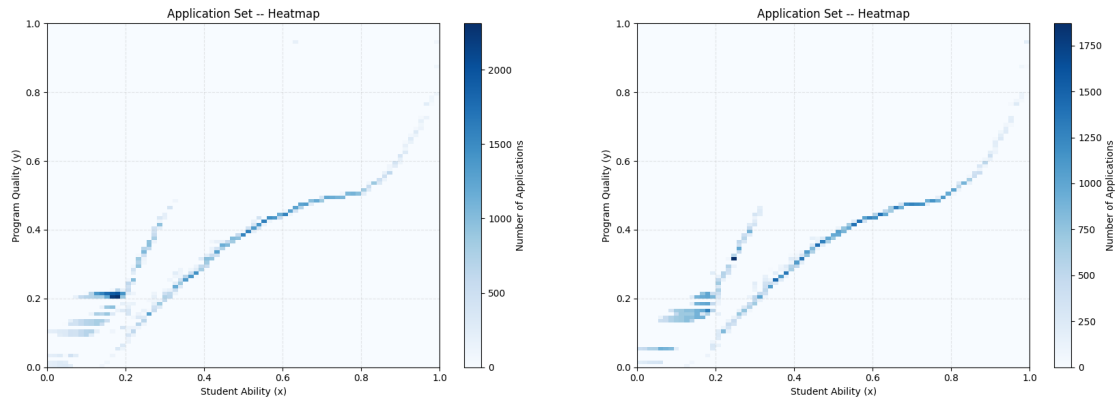 Application Set -- Heatmap
1.0
0.8
0.6
0.4
0.2
0.0
Program Quality (y)
0.0 0.2 0.4 0.6 0.8 1.0
Student Ability (x)
2000
1500
1000
500
0
Number of Applications
Application Set -- Heatmap
1.0
0.8
0.6
0.4
0.2
0.0
Program Quality (y)
0.0 0.2 0.4 0.6 0.8 1.0
Student Ability (x)
1750
1500
1250
1000
750
500
250
0
Number of Applications